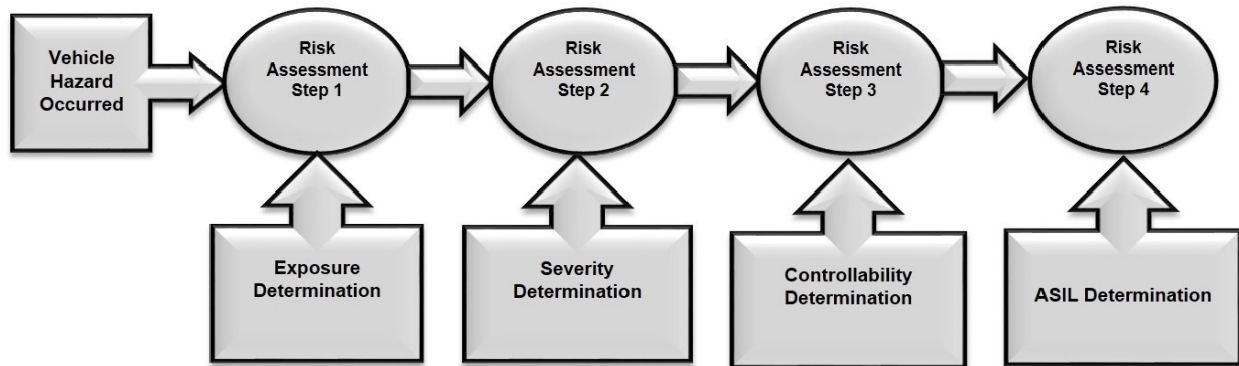 Vehicle
Hazard
Occurred
Risk
Assessment
Step 1
Risk
Assessment
Step 2
Risk
Assessment
Step 3
Risk
Assessment
Step 4
Exposure
Determination
Severity
Determination
Controllability
Determination
ASIL Determination